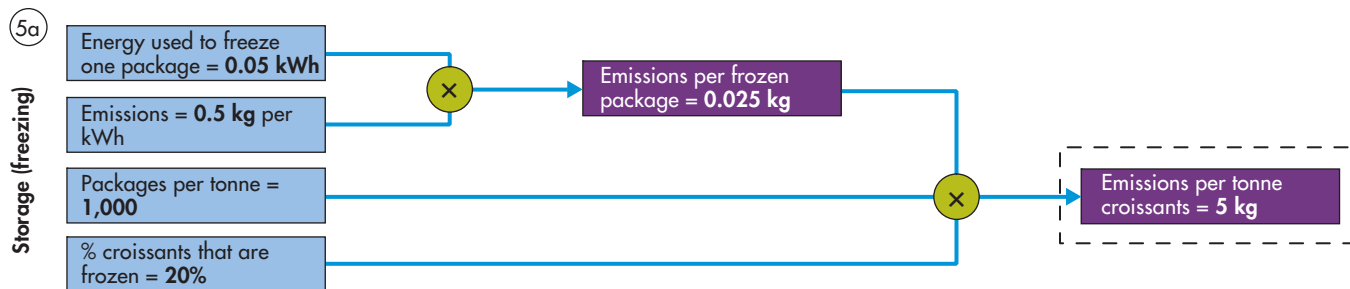 5a
Storage (freezing)
Energy used to freeze
one package = 0.05 kWh
Emissions = 0.5 kg per
kWh
×
Emissions per frozen
package = 0.025 kg
Packages per tonne =
1,000
% croissants that are
frozen = 20%
×
Emissions per tonne
croissants = 5 kg